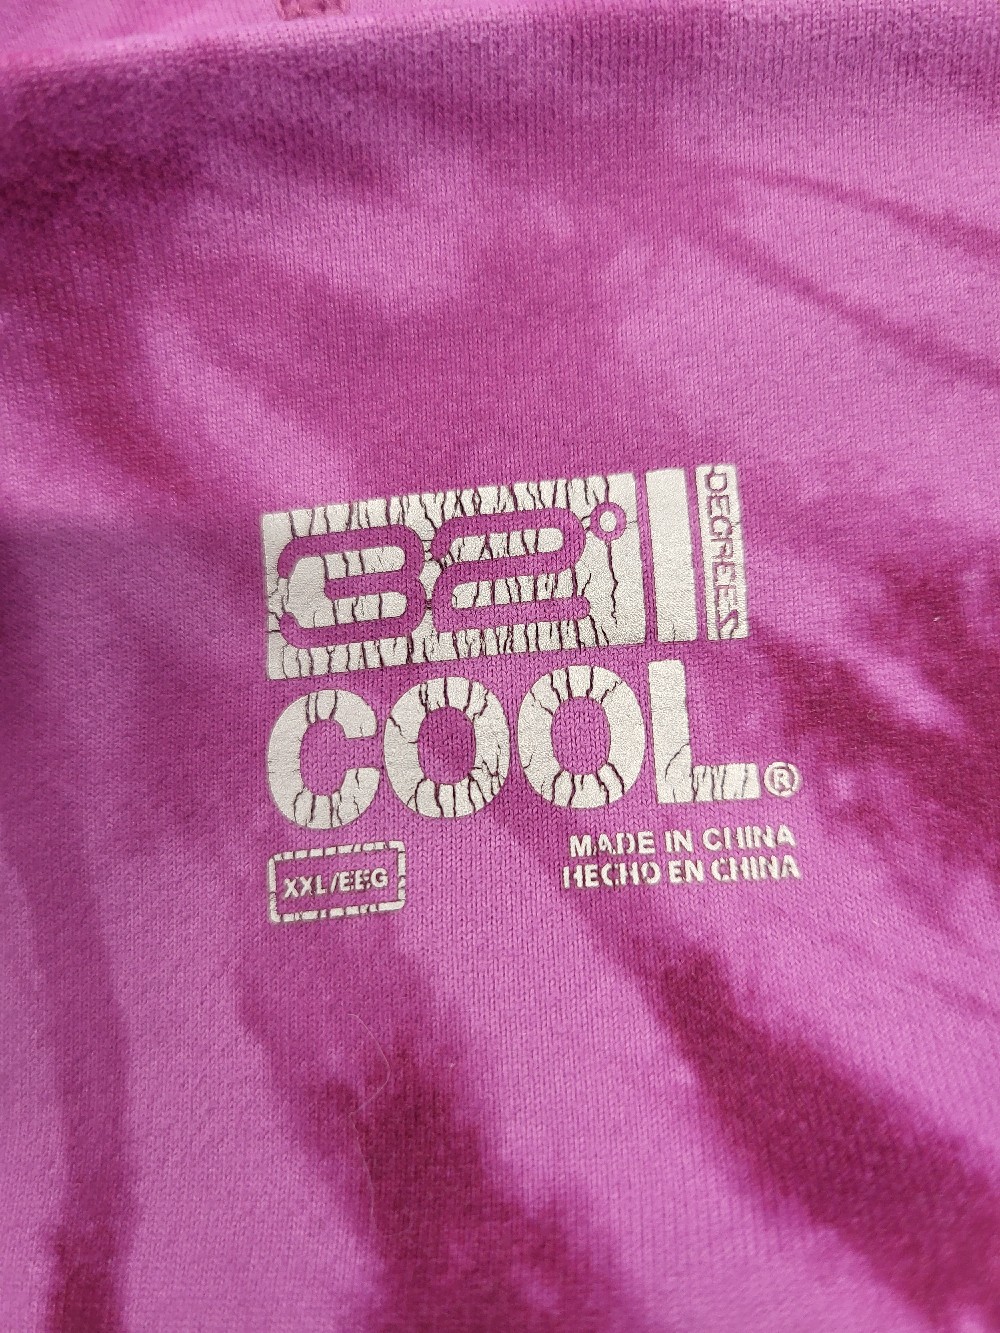 32° DEGREES
COOL®
XXL/EEG
MADE IN CHINA
HECHO EN CHINA